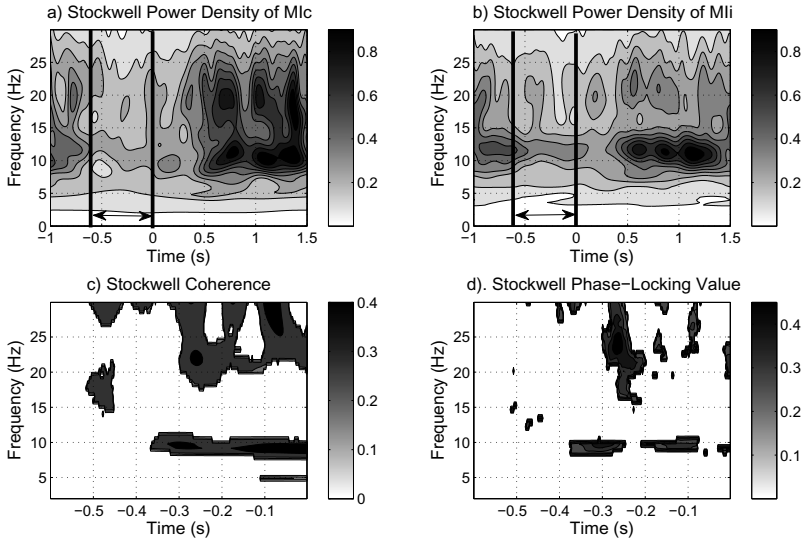 a) Stockwell Power Density of MIc
25
20
15
10
5
0
Frequency (Hz)
−1 −0.5 0 0.5 1 1.5
Time (s)
0.8
0.6
0.4
0.2
b) Stockwell Power Density of MIi
25
20
15
10
5
0
Frequency (Hz)
−1 −0.5 0 0.5 1 1.5
Time (s)
0.8
0.6
0.4
0.2
c) Stockwell Coherence
25
20
15
10
5
Frequency (Hz)
−0.5 −0.4 −0.3 −0.2 −0.1
Time (s)
0.4
0.3
0.2
0.1
0
d). Stockwell Phase−Locking Value
25
20
15
10
5
Frequency (Hz)
−0.5 −0.4 −0.3 −0.2 −0.1
Time (s)
0.4
0.3
0.2
0.1